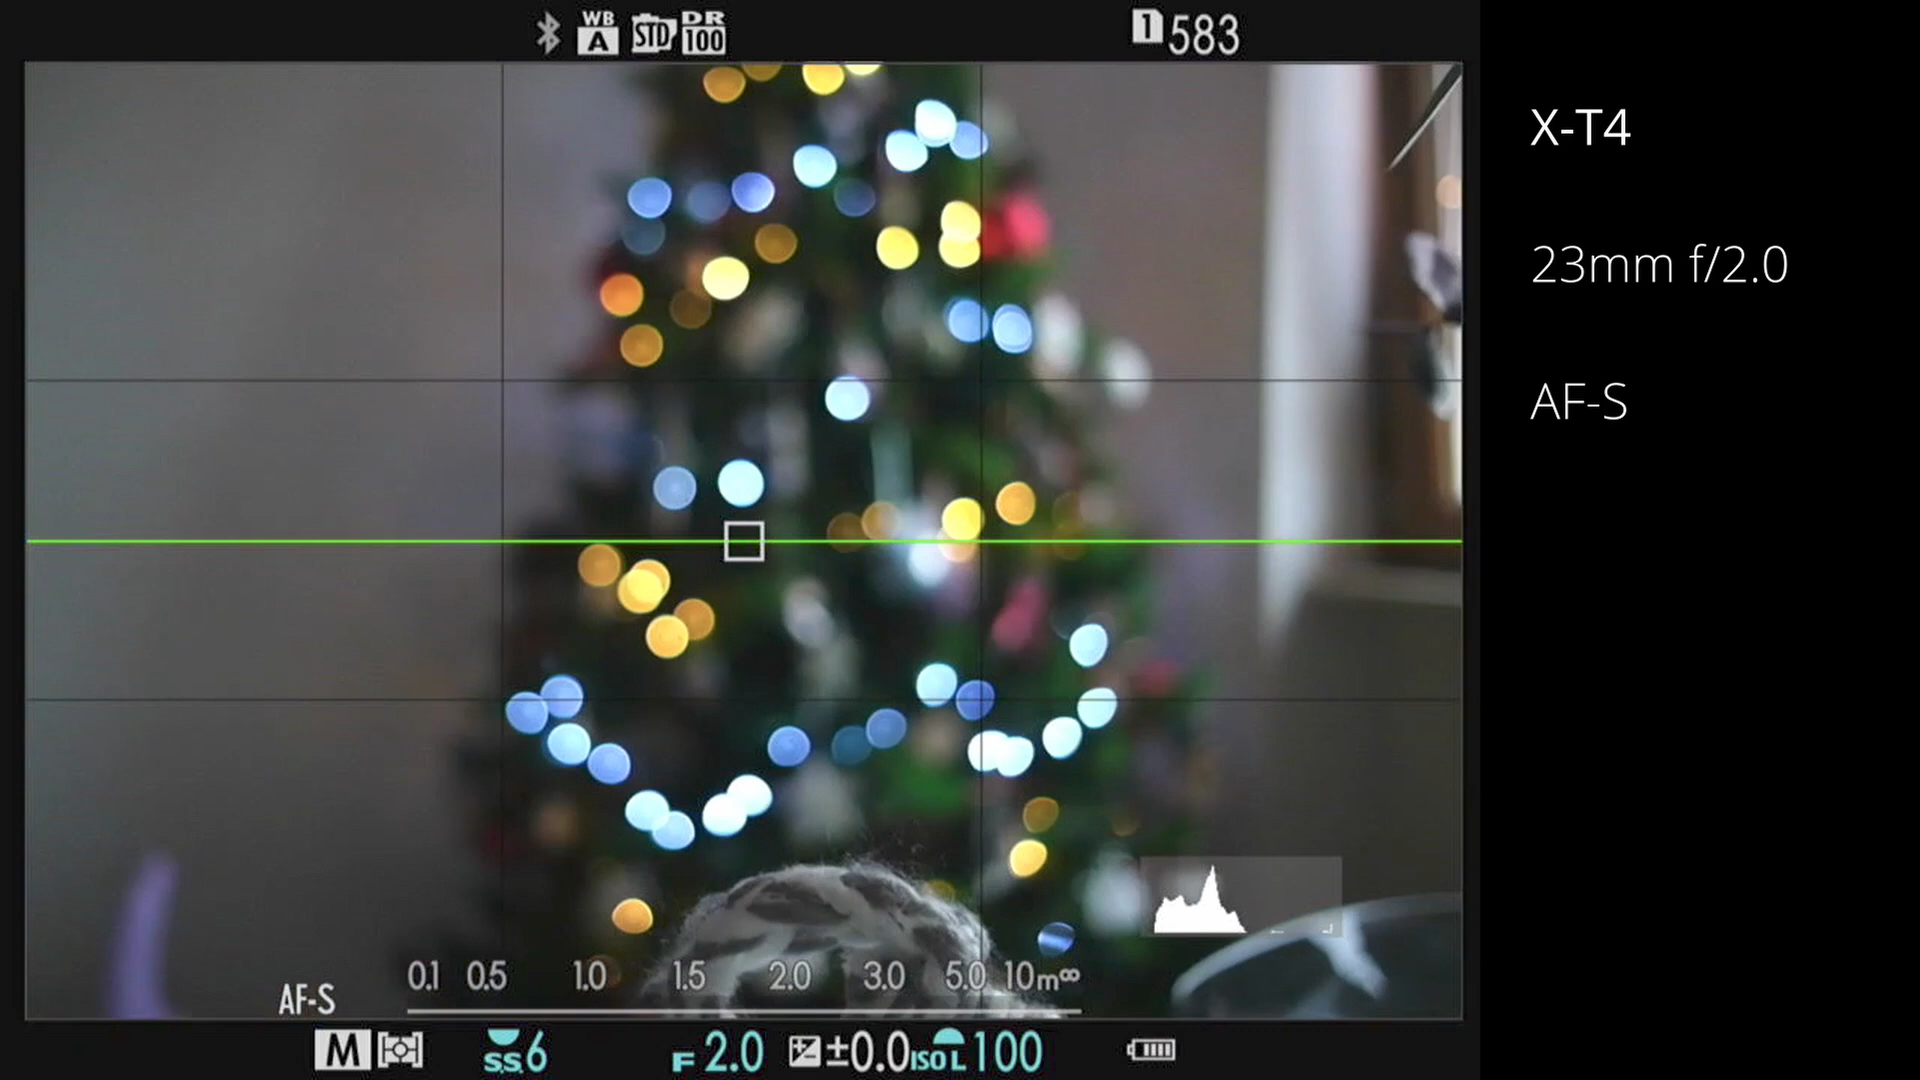 WB A STD DR 100 1 583
X-T4
23mm f/2.0
AF-S
0.1 0.5 1.0 1.5 2.0 3.0 5.0 10m∞
AF-S
M S.S. 6 F 2.0 ±0.0 ISO L 100